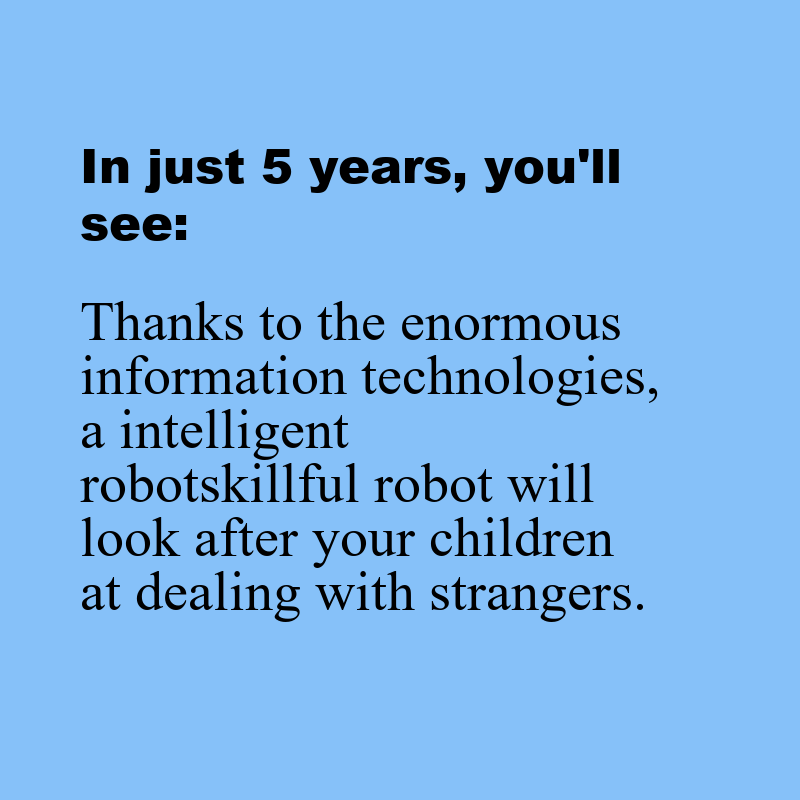 In just 5 years, you'll
see:
Thanks to the enormous
information technologies,
a intelligent
robotskillful robot will
look after your children
at dealing with strangers.